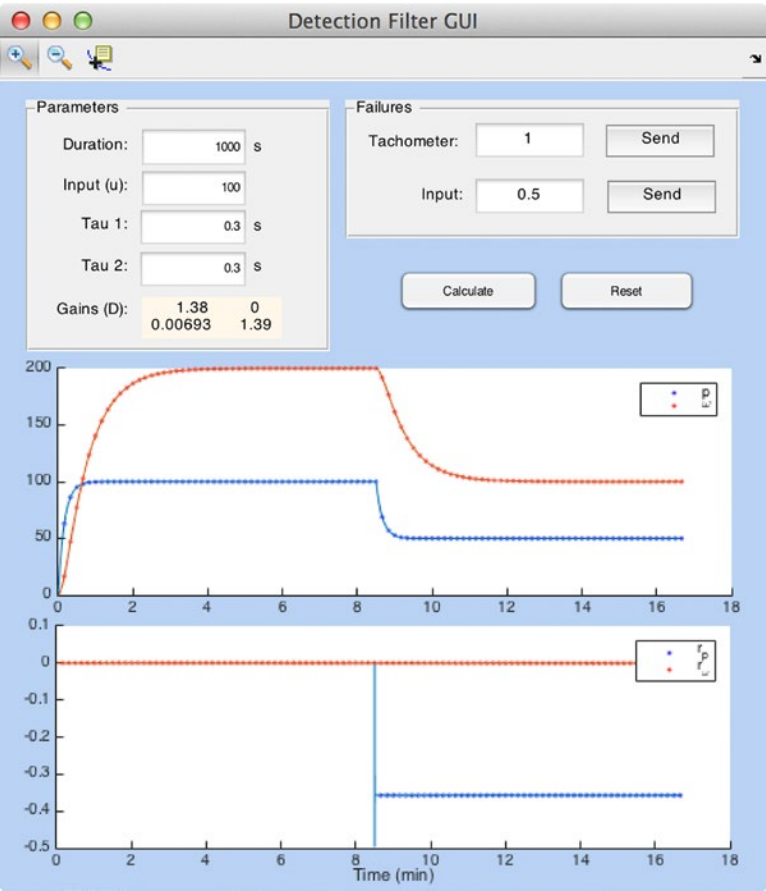 Detection Filter GUI
Parameters
Duration: 1000 s
Input (u): 100
Tau 1: 0.3 s
Tau 2: 0.3 s
Gains (D): 1.38 0
0.00693 1.39
Failures
Tachometer: 1 Send
Input: 0.5 Send
Calculate Reset
200
150
100
50
0
p
ω
0 2 4 6 8 10 12 14 16 18
0.1
0
-0.1
-0.2
-0.3
-0.4
-0.5
r_p
r_ω
0 2 4 6 8 10 12 14 16 18
Time (min)